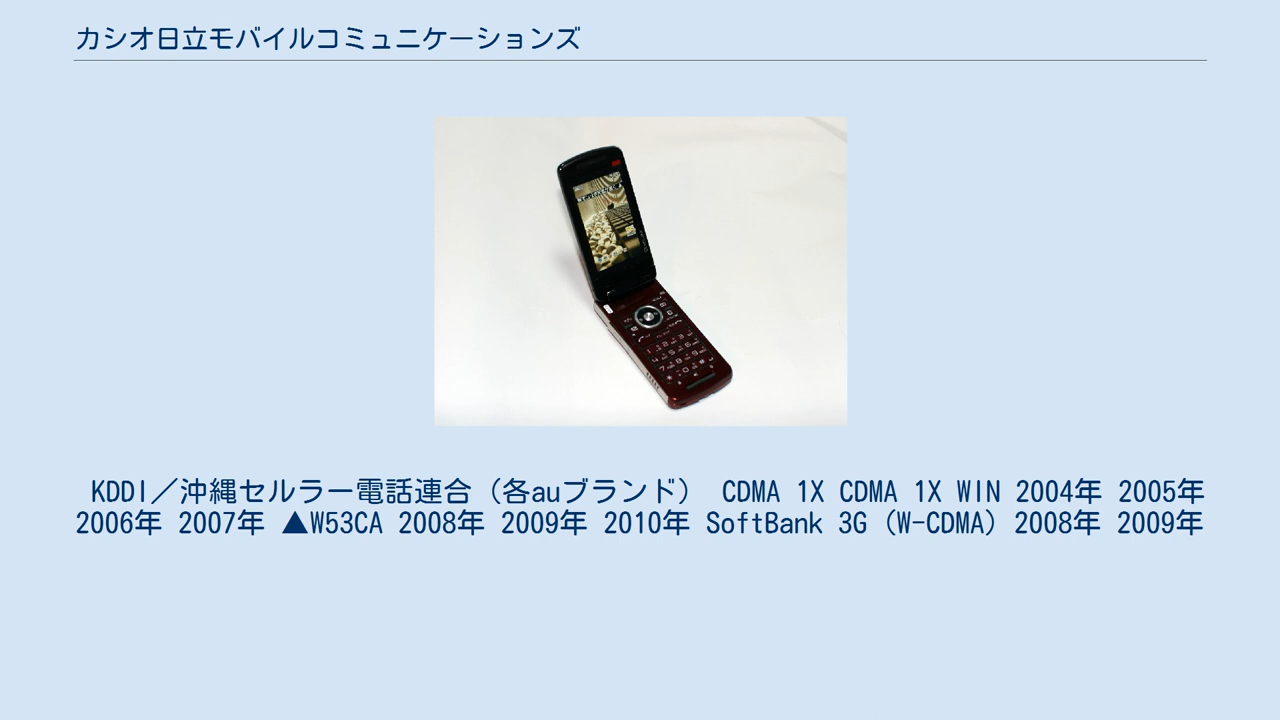 カシオ日立モバイルコミュニケーションズ
KDDI／沖縄セルラー電話連合（各auブランド） CDMA 1X CDMA 1X WIN 2004年 2005年
2006年 2007年 ▲W53CA 2008年 2009年 2010年 SoftBank 3G（W-CDMA）2008年 2009年